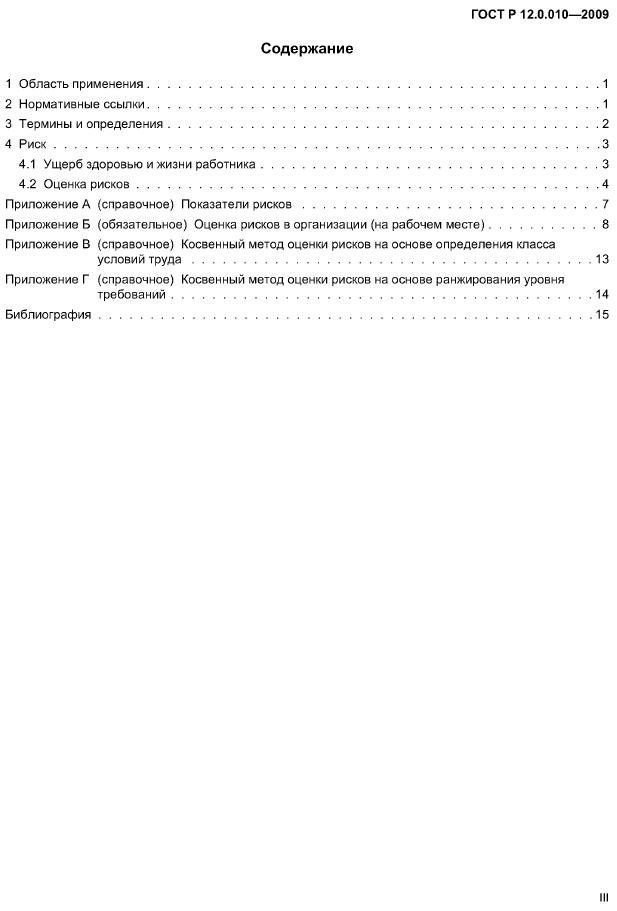 ГОСТ Р 12.0.010—2009
Содержание
1 Область применения . . . . . . . . . . . . . . . . . . . . . . . . . . . . . . . . . . . 1
2 Нормативные ссылки . . . . . . . . . . . . . . . . . . . . . . . . . . . . . . . . . . . 1
3 Термины и определения . . . . . . . . . . . . . . . . . . . . . . . . . . . . . . . . . . 2
4 Риск . . . . . . . . . . . . . . . . . . . . . . . . . . . . . . . . . . . . . . . . . . . 3
4.1 Ущерб здоровью и жизни работника . . . . . . . . . . . . . . . . . . . . . . . . . . . 3
4.2 Оценка рисков . . . . . . . . . . . . . . . . . . . . . . . . . . . . . . . . . . . . 4
Приложение А (справочное) Показатели рисков . . . . . . . . . . . . . . . . . . . . . . . . 7
Приложение Б (обязательное) Оценка рисков в организации (на рабочем месте) . . . . . . . . . 8
Приложение В (справочное) Косвенный метод оценки рисков на основе определения класса
условий труда . . . . . . . . . . . . . . . . . . . . . . . . . . . . . . . 13
Приложение Г (справочное) Косвенный метод оценки рисков на основе ранжирования уровня
требований . . . . . . . . . . . . . . . . . . . . . . . . . . . . . . . . . 14
Библиография . . . . . . . . . . . . . . . . . . . . . . . . . . . . . . . . . . . . . . . 15
III